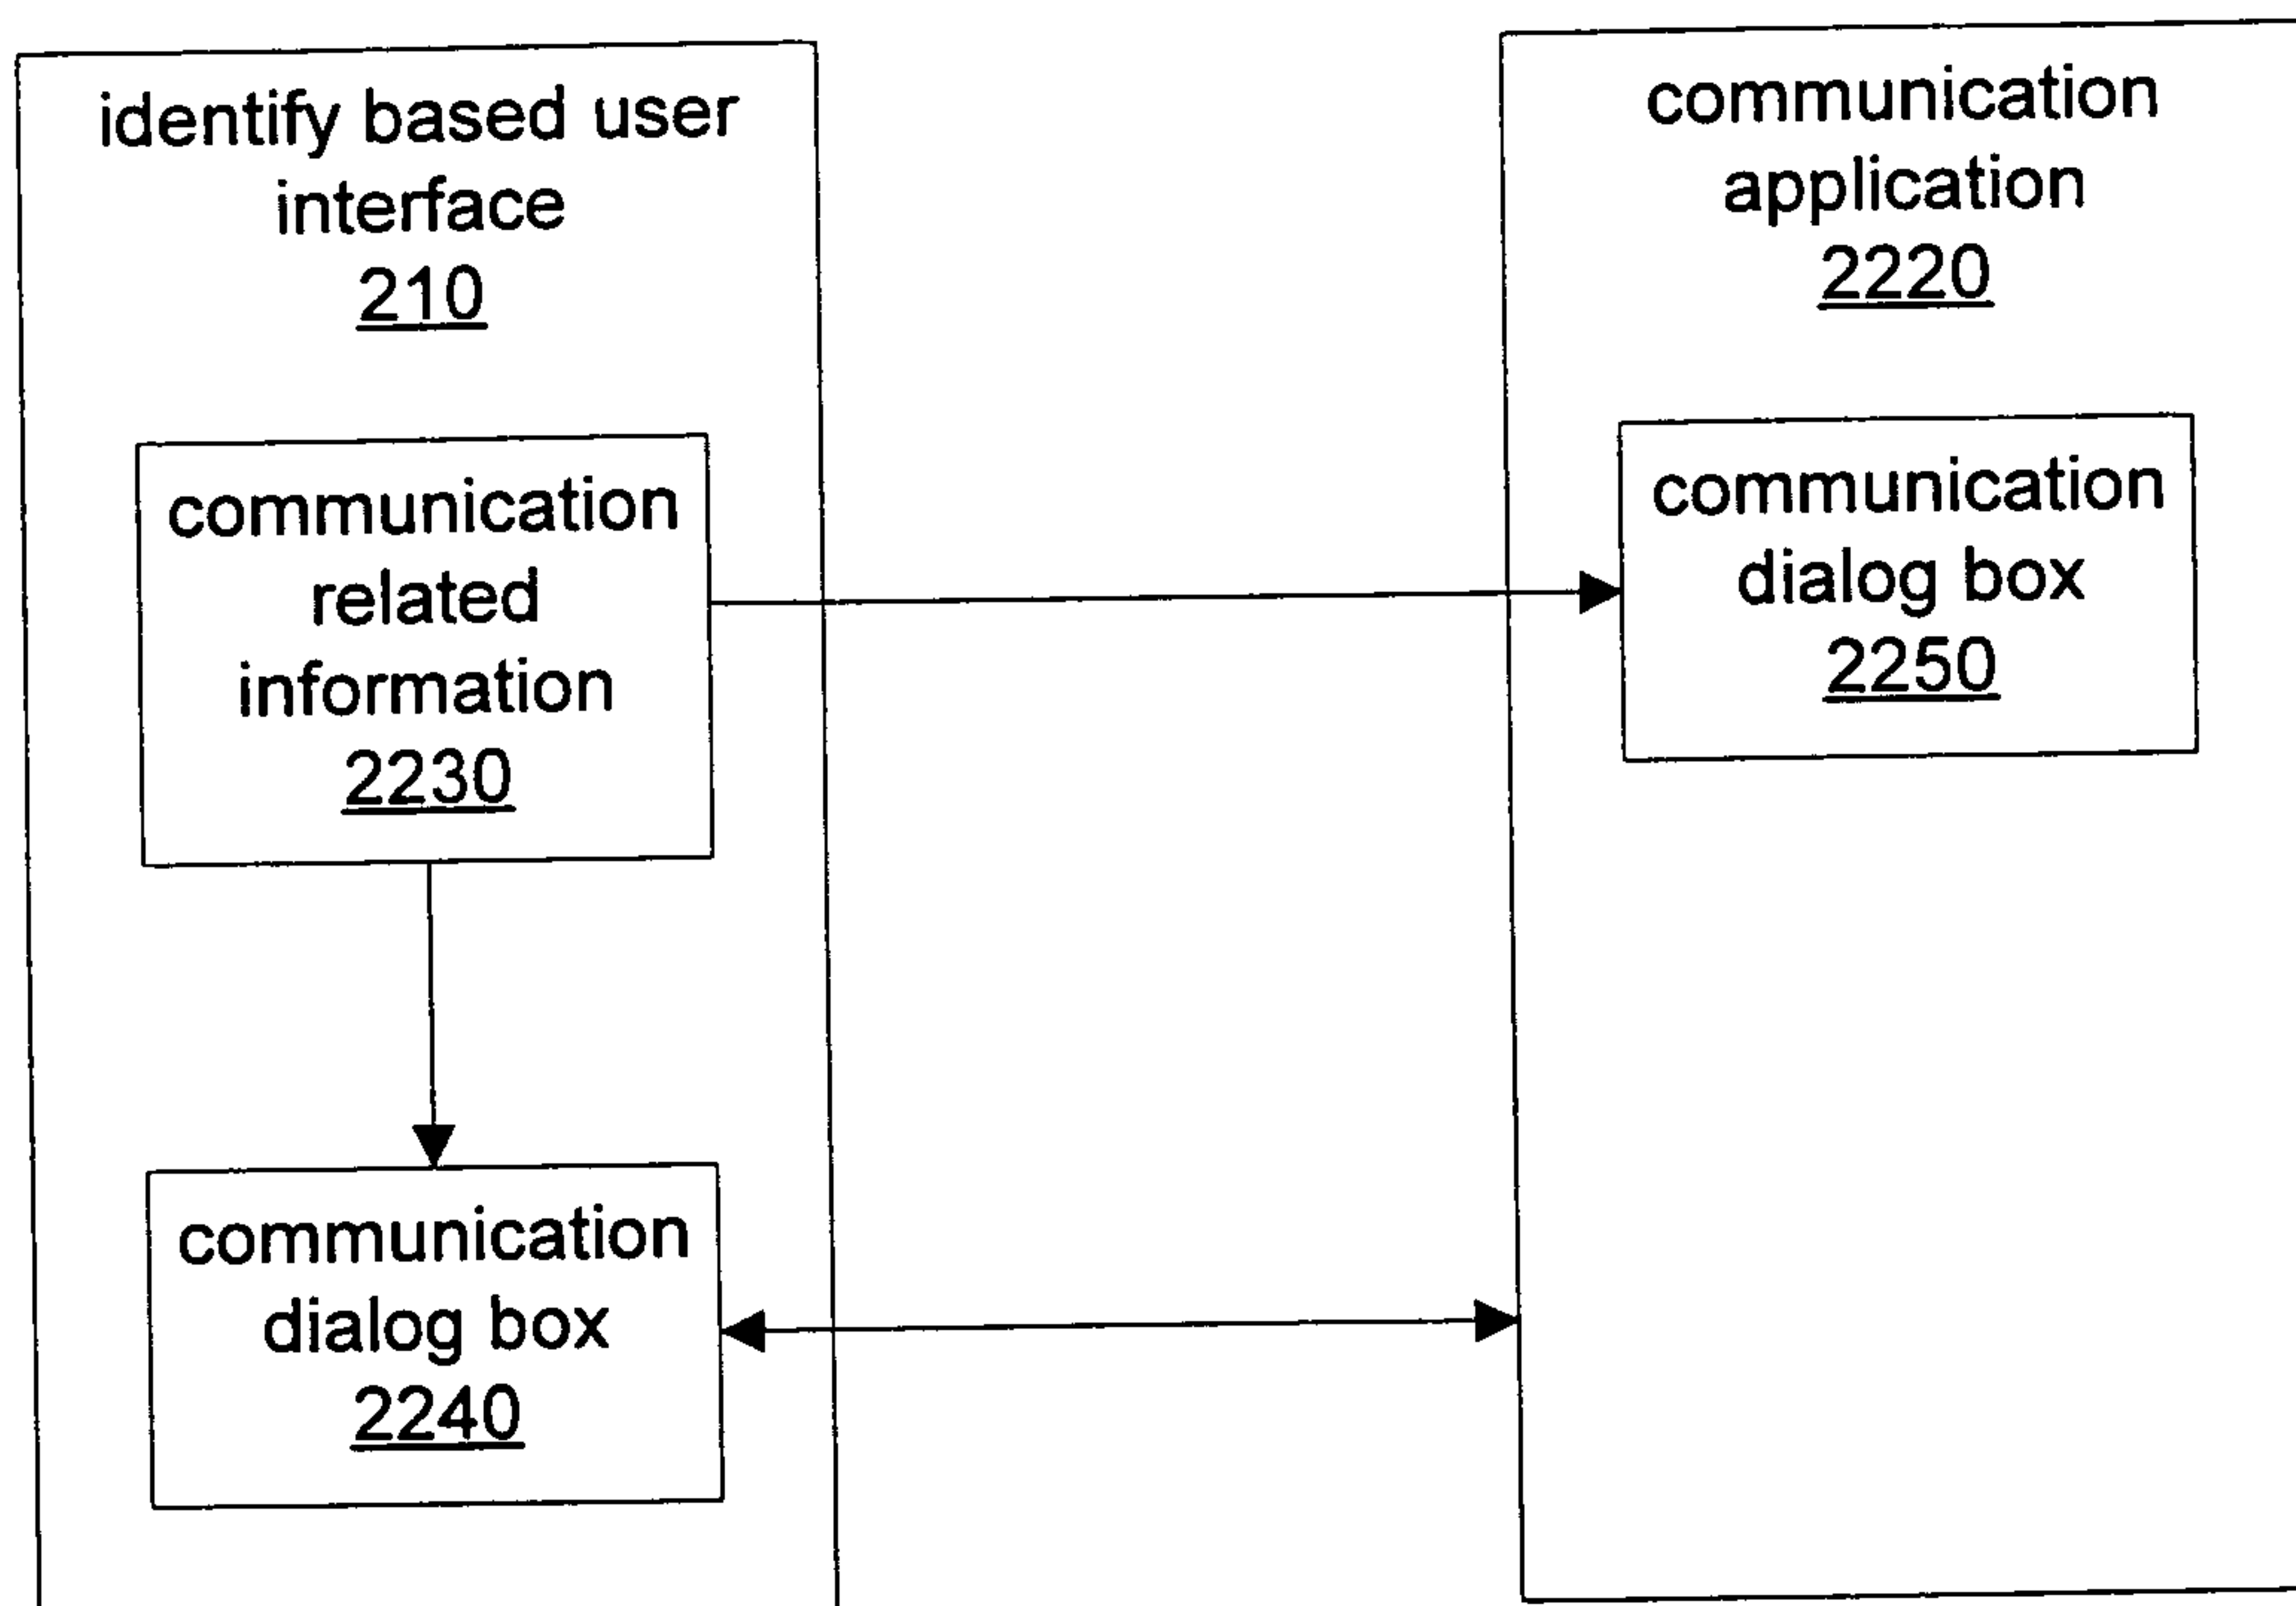 identify based user
interface
210
communication
related
information
2230
communication
dialog box
2240
communication
application
2220
communication
dialog box
2250